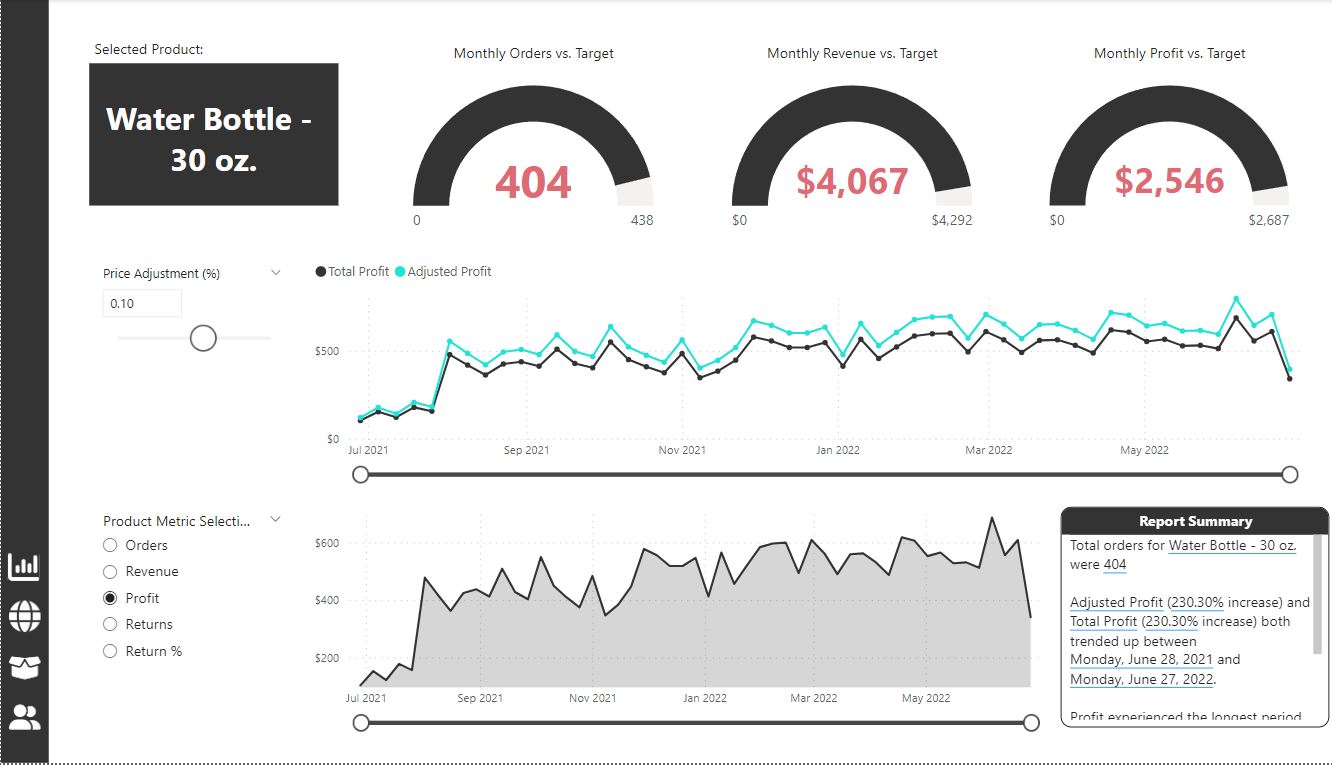 Selected Product:
Water Bottle -
30 oz.
Monthly Orders vs. Target
404
0
438
Monthly Revenue vs. Target
$4,067
$0
$4,292
Monthly Profit vs. Target
$2,546
$0
$2,687
Price Adjustment (%)
0.10
Total Profit
Adjusted Profit
$500
$0
Jul 2021
Sep 2021
Nov 2021
Jan 2022
Mar 2022
May 2022
Product Metric Selecti...
Orders
Revenue
Profit
Returns
Return %
$600
$400
$200
Jul 2021
Sep 2021
Nov 2021
Jan 2022
Mar 2022
May 2022
Report Summary
Total orders for Water Bottle - 30 oz.
were 404
Adjusted Profit (230.30% increase) and
Total Profit (230.30% increase) both
trended up between
Monday, June 28, 2021 and
Monday, June 27, 2022.
Profit experienced the longest period